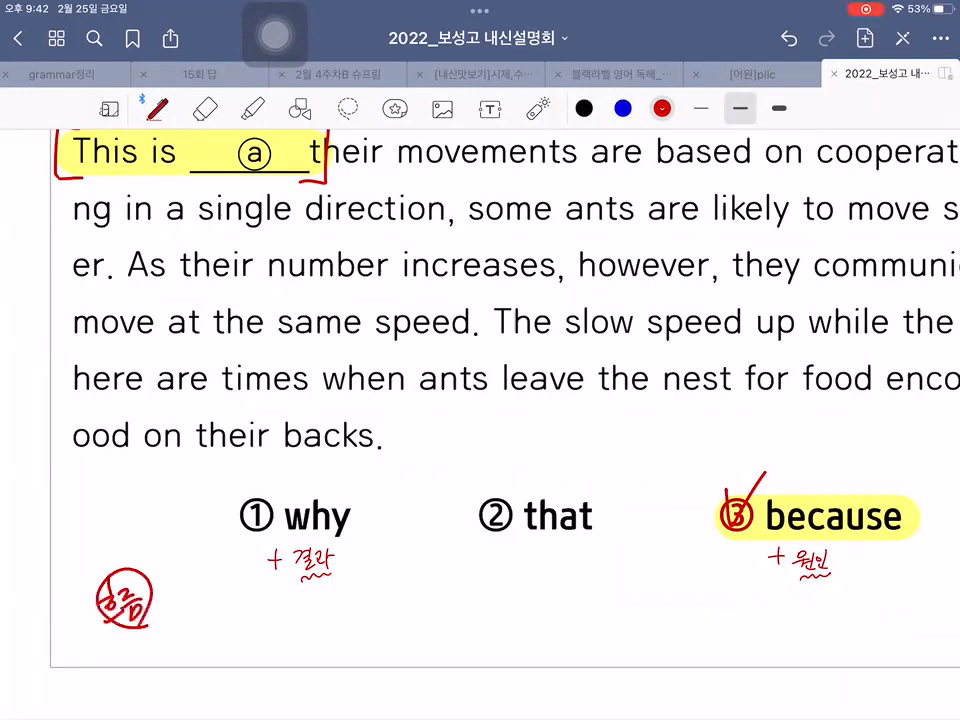 오후 9:42 2월 25일 금요일
53%
2022_보성고 내신설명회
grammar정리
15회 답
2월 4주차B 슈프림
[내신맛보기]시제,수…
블랙라벨 영어 독해_…
[어원]plic
2022_보성고 내…
This is ⓐ their movements are based on cooperat
ng in a single direction, some ants are likely to move s
er. As their number increases, however, they communi
move at the same speed. The slow speed up while the
here are times when ants leave the nest for food enco
ood on their backs.
① why ② that ③ because
+ 결과 + 원인
흐름